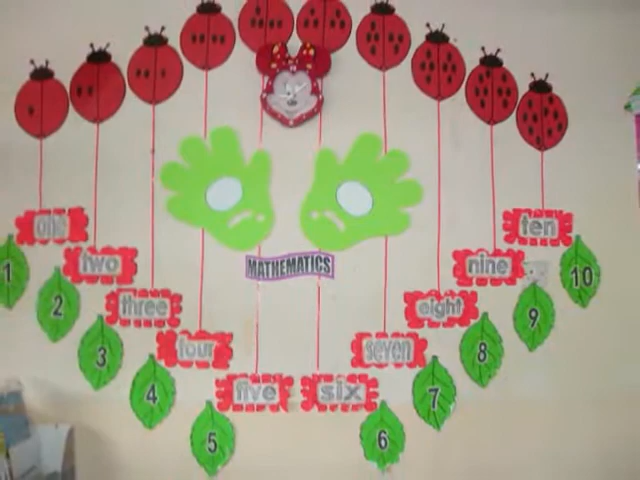 one
two
three
four
five
six
seven
eight
nine
ten
MATHEMATICS
1
2
3
4
5
6
7
8
9
10